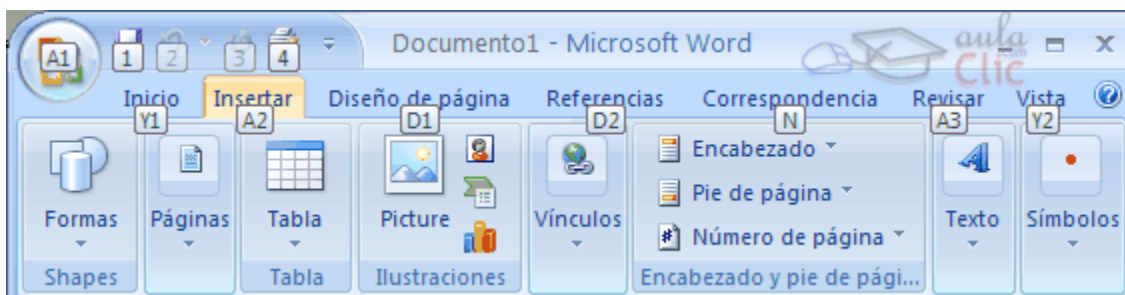 Documento1 - Microsoft Word
aula
Clic
A1 1 2 3 4
Inicio Insertar Diseño de página Referencias Correspondencia Revisar Vista
Y1 A2 D1 D2 N A3 Y2
Encabezado
Pie de página
Formas Páginas Tabla Picture Vínculos Número de página Texto Símbolos
Shapes Tabla Ilustraciones Encabezado y pie de pági...